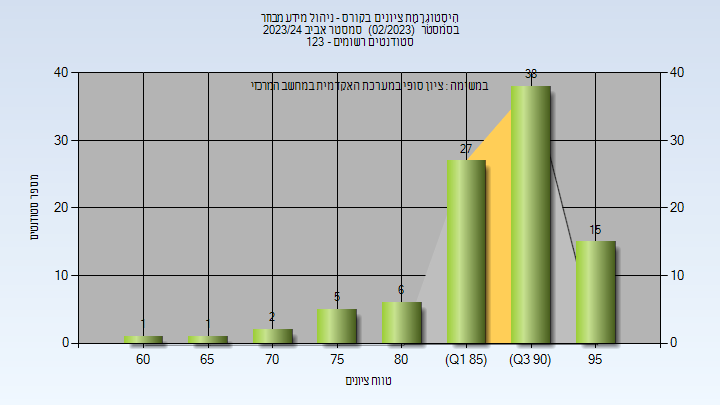 היסטוגרמת ציונים בקורס - ניהול מידע מבוזר
בסמסטר (02/2023) סמסטר אביב 2023/24
סטודנטים רשומים - 123
במשימה : ציון סופי במערכת האקדמית במחשב המרכזי
מספר סטודנטים
40 40
30 30
20 20
10 10
0 0
1 1 2 5 6 27 38 15
60 65 70 75 80 (Q1 85) (Q3 90) 95
טווח ציונים